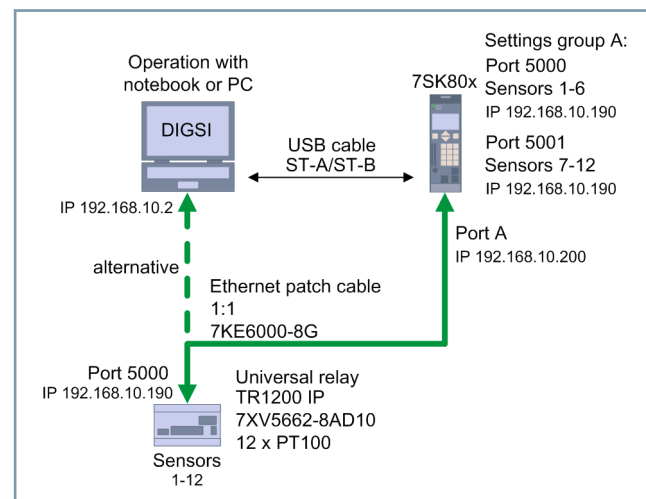 Operation with
notebook or PC
DIGSI
IP 192.168.10.2
USB cable
ST-A/ST-B
7SK80x
Settings group A:
Port 5000
Sensors 1-6
IP 192.168.10.190
Port 5001
Sensors 7-12
IP 192.168.10.190
Port A
IP 192.168.10.200
alternative
Ethernet patch cable
1:1
7KE6000-8G
Port 5000
IP 192.168.10.190
Universal relay
TR1200 IP
7XV5662-8AD10
12 x PT100
Sensors
1-12